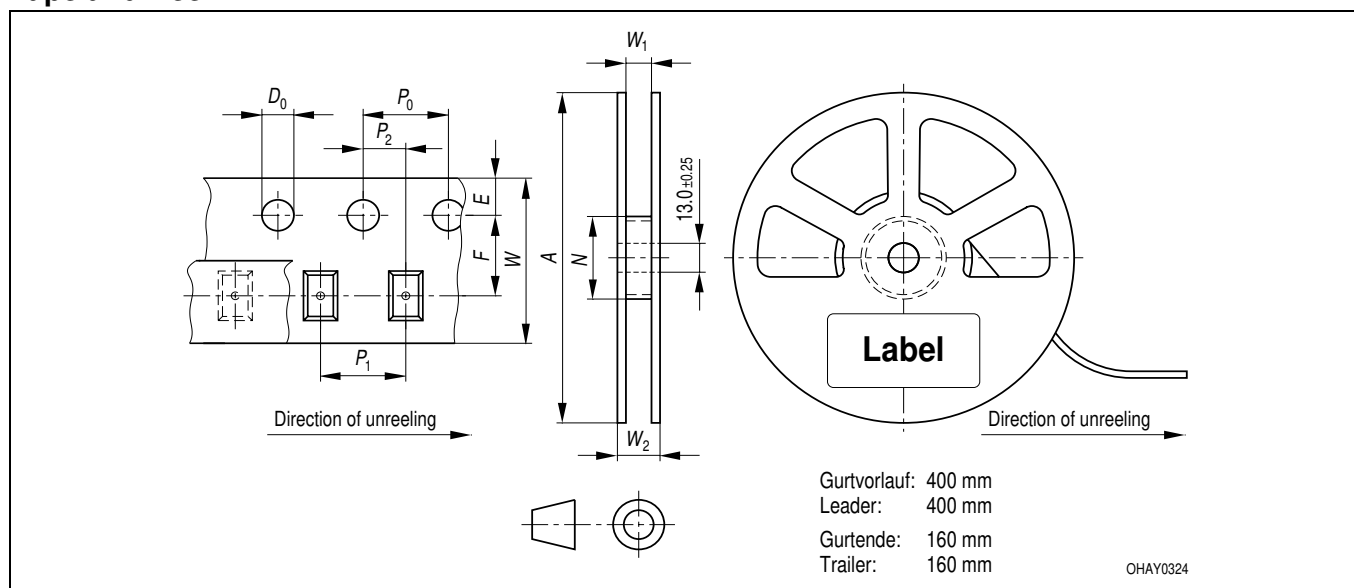 W1
D0
P0
P2
E
F
W
A
N
13.0 ±0.25
P1
Label
Direction of unreeling
W2
Direction of unreeling
Gurtvorlauf: 400 mm
Leader: 400 mm
Gurtende: 160 mm
Trailer: 160 mm
OHAY0324